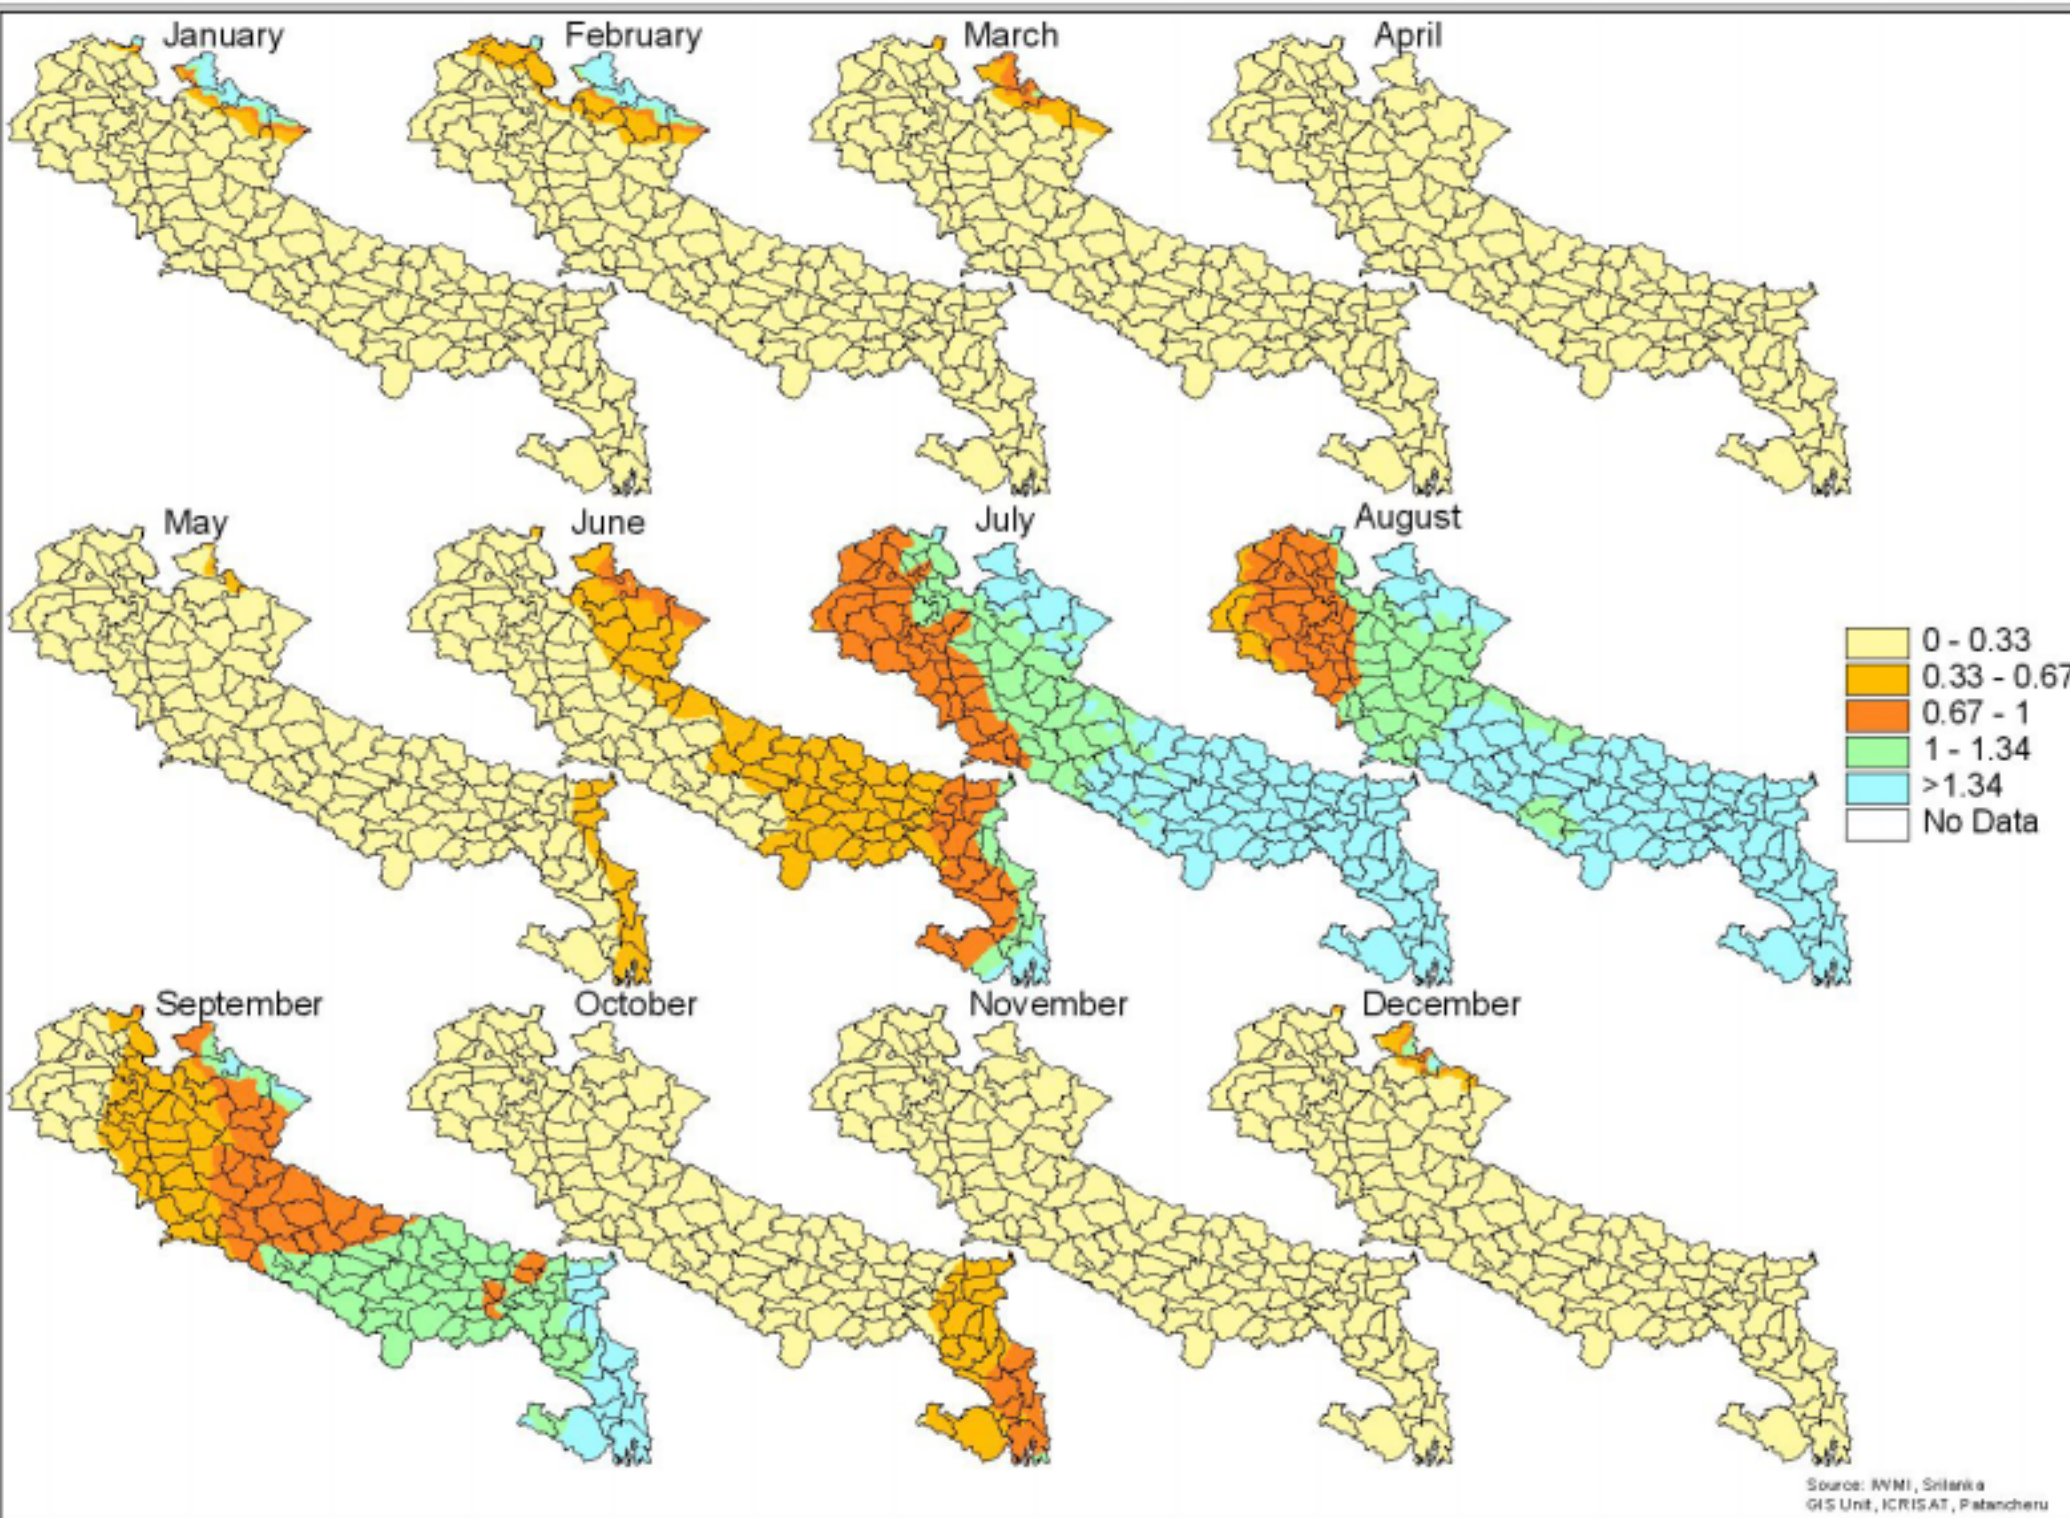 January
February
March
April
May
June
July
August
0 - 0.33
0.33 - 0.67
0.67 - 1
1 - 1.34
>1.34
No Data
September
October
November
December
Source: IWMI, Srilanka
GIS Unit, ICRISAT, Patancheru